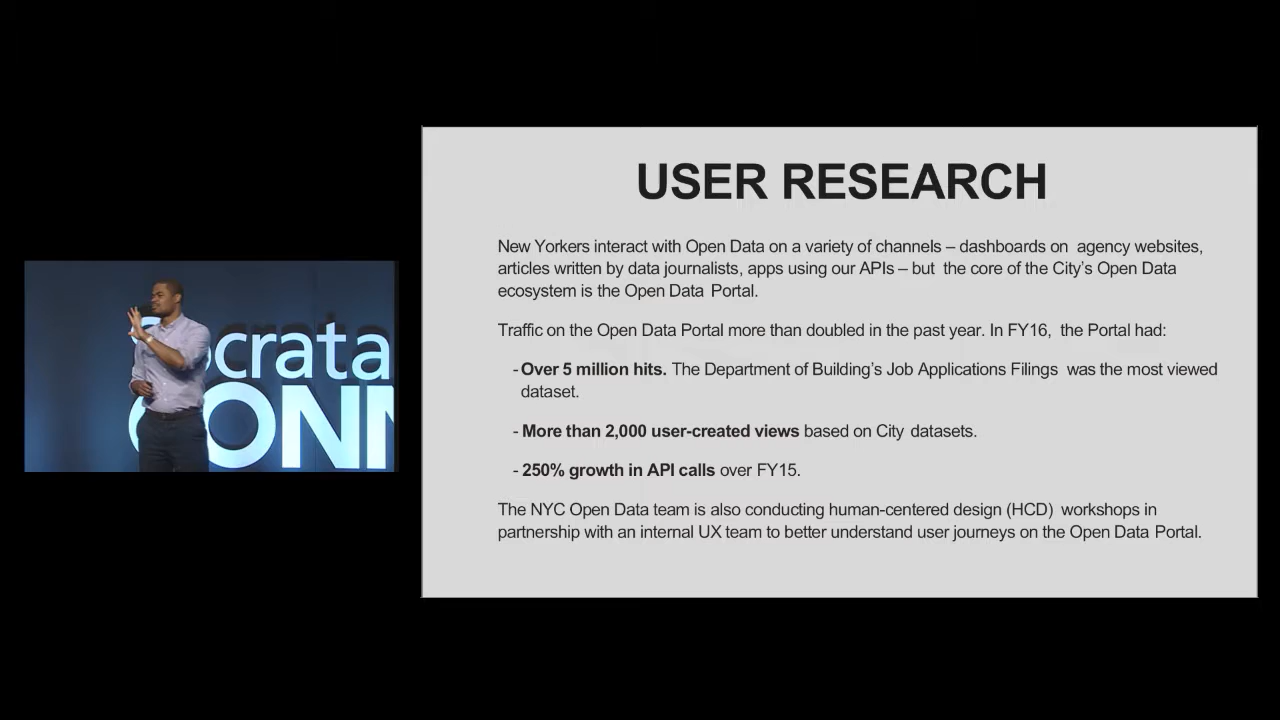 USER RESEARCH
New Yorkers interact with Open Data on a variety of channels – dashboards on agency websites,
articles written by data journalists, apps using our APIs – but the core of the City's Open Data
ecosystem is the Open Data Portal.
Traffic on the Open Data Portal more than doubled in the past year. In FY16, the Portal had:
- Over 5 million hits. The Department of Building's Job Applications Filings was the most viewed
dataset.
- More than 2,000 user-created views based on City datasets.
- 250% growth in API calls over FY15.
The NYC Open Data team is also conducting human-centered design (HCD) workshops in
partnership with an internal UX team to better understand user journeys on the Open Data Portal.